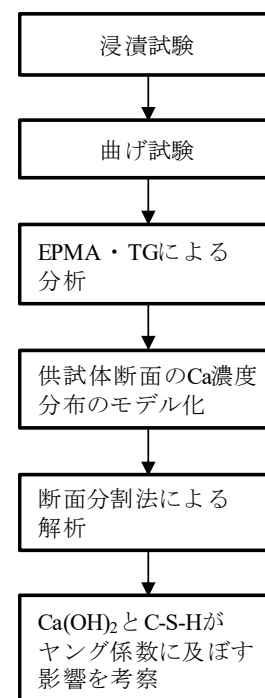 浸漬試験
曲げ試験
EPMA・TGによる
分析
供試体断面のCa濃度
分布のモデル化
断面分割法による
解析
Ca(OH)₂とC-S-Hが
ヤング係数に及ぼす
影響を考察